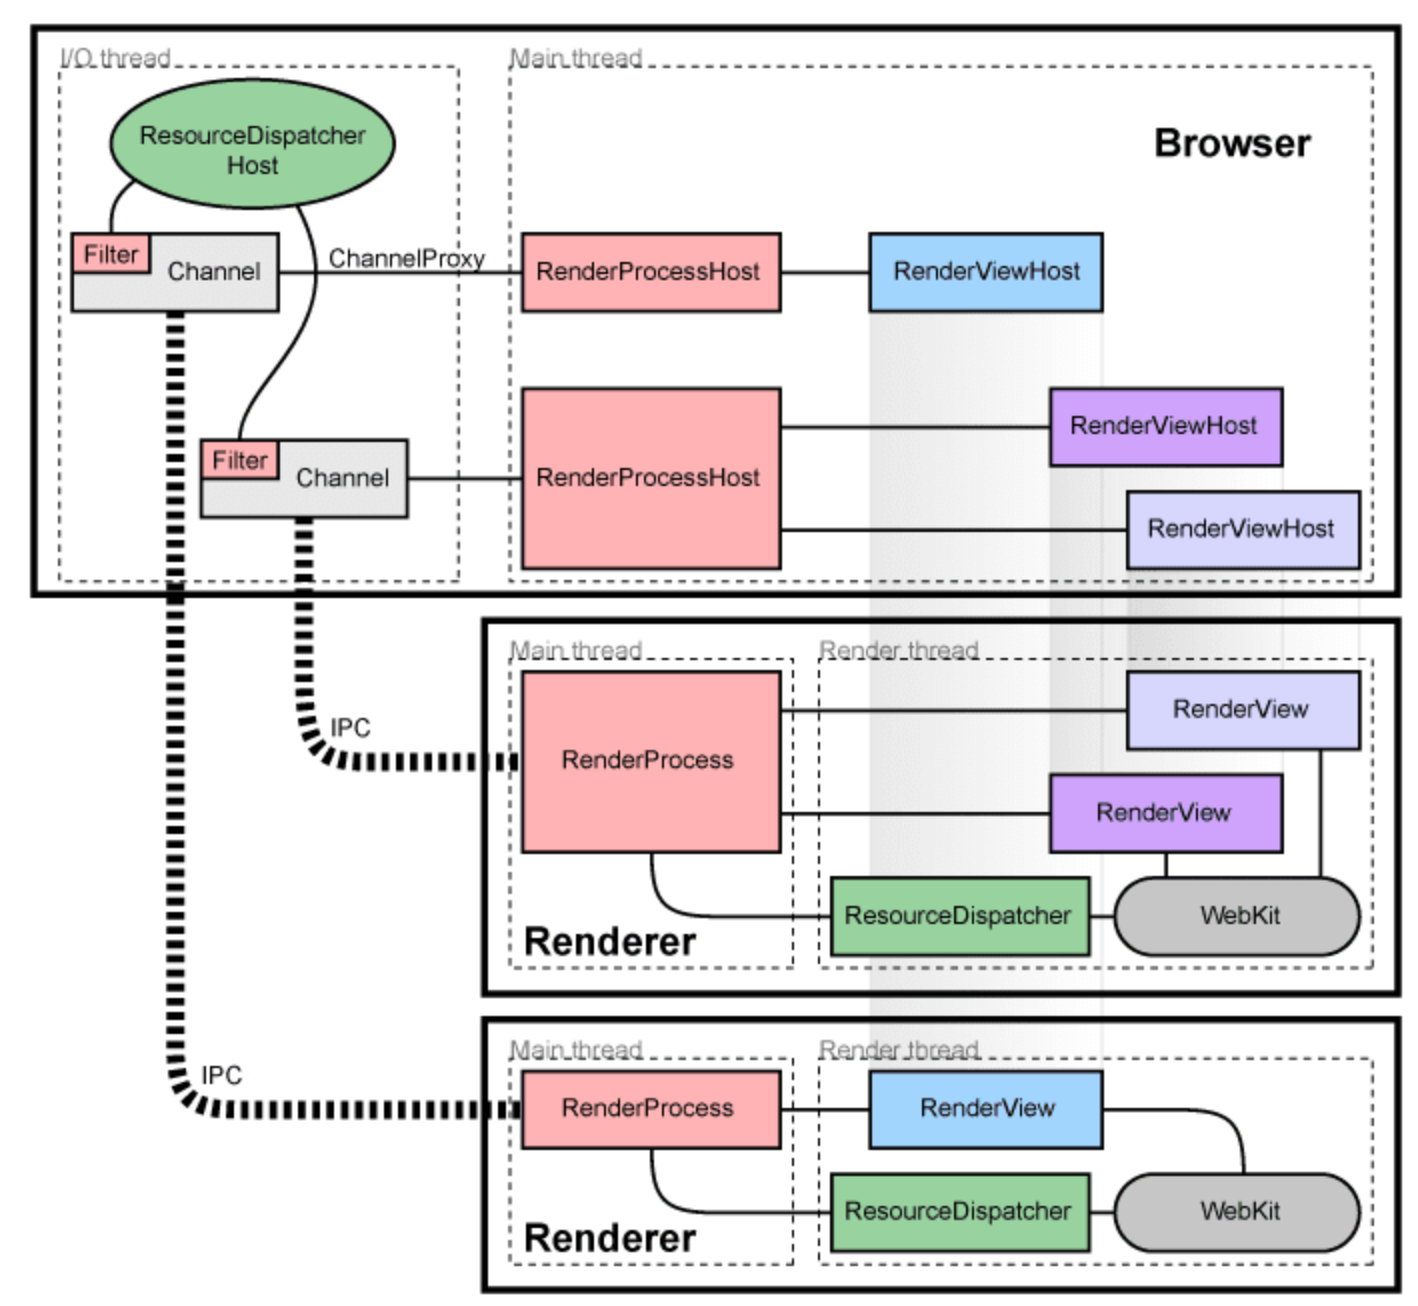 I/O thread
Main thread
ResourceDispatcher
Host
Browser
Filter
Channel
ChannelProxy
RenderProcessHost
RenderViewHost
RenderViewHost
Filter
Channel
RenderProcessHost
RenderViewHost
Main thread
Render thread
RenderView
IPC
RenderProcess
RenderView
ResourceDispatcher
WebKit
Renderer
Main thread
Render thread
IPC
RenderProcess
RenderView
ResourceDispatcher
WebKit
Renderer